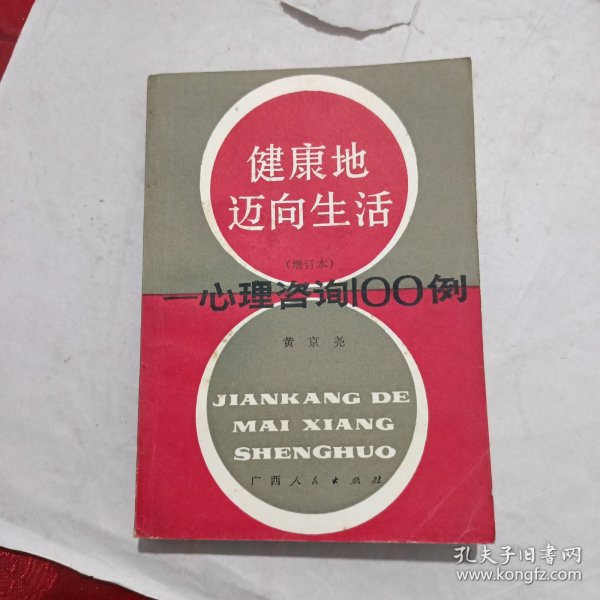 健康地
迈向生活
（增订本）
—心理咨询100例
黄京尧
JIANKANG DE
MAI XIANG
SHENGHUO
广西人民出版社
孔夫子旧书网
www.kongfz.com